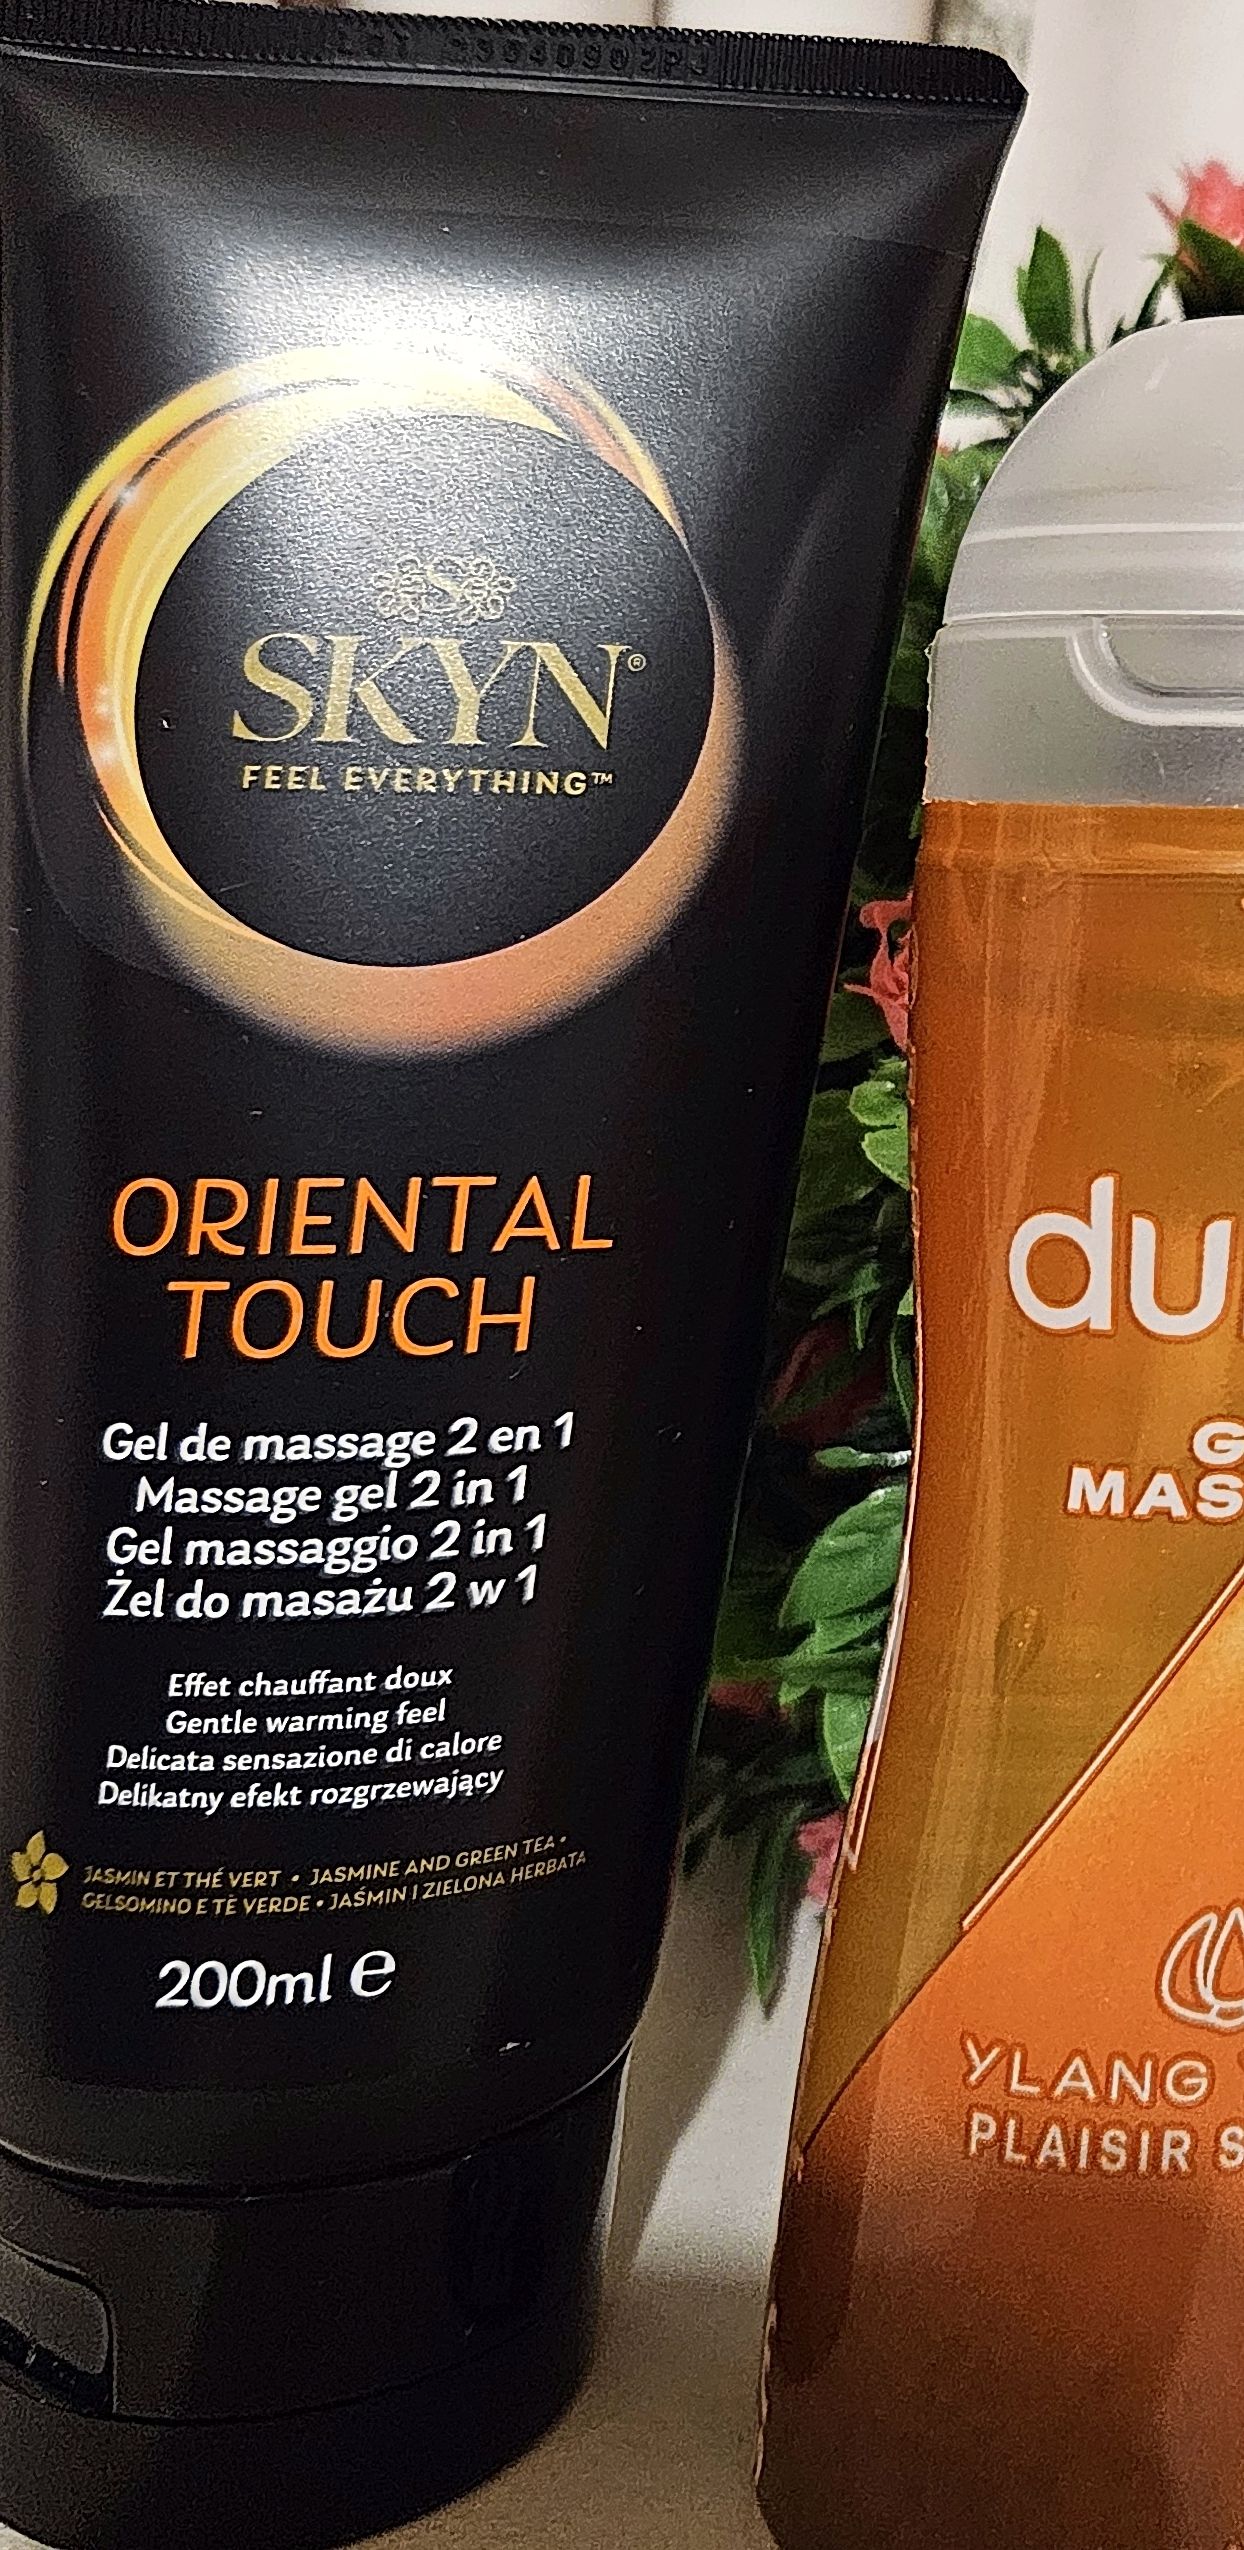 SKYN®
FEEL EVERYTHING™
ORIENTAL
TOUCH
Gel de massage 2 en 1
Massage gel 2 in 1
Gel massaggio 2 in 1
Żel do masażu 2 w 1
Effet chauffant doux
Gentle warming feel
Delicata sensazione di calore
Delikatny efekt rozgrzewający
JASMIN ET THÉ VERT • JASMINE AND GREEN TEA •
GELSOMINO E TÈ VERDE • JAŚMIN I ZIELONA HERBATA
200ml e
du
G
MAS
YLANG
PLAISIR S